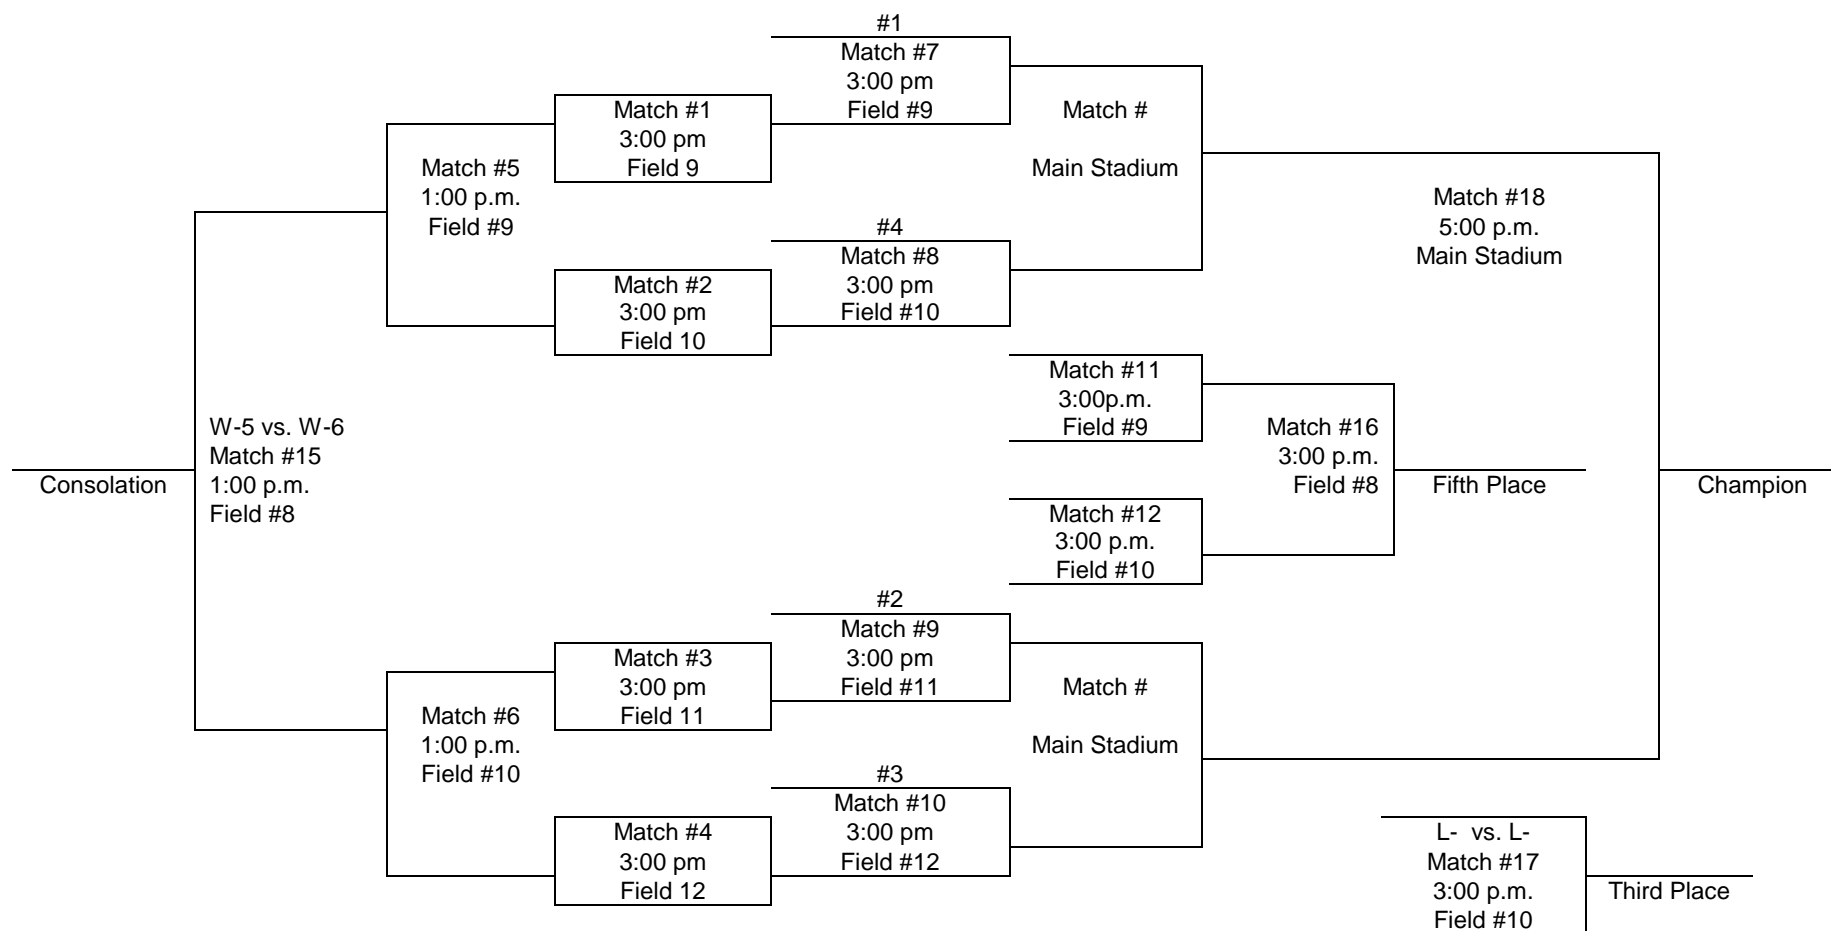 #1
Match #7
3:00 pm
Field #9
Match #1
3:00 pm
Field 9
Match #
Main Stadium
Match #5
1:00 p.m.
Field #9
Match #18
5:00 p.m.
Main Stadium
#4
Match #8
3:00 pm
Field #10
Match #2
3:00 pm
Field 10
Match #11
3:00p.m.
Field #9
W-5 vs. W-6
Match #15
1:00 p.m.
Field #8
Consolation
Match #16
3:00 p.m.
Field #8
Fifth Place
Champion
Match #12
3:00 p.m.
Field #10
#2
Match #9
3:00 pm
Field #11
Match #3
3:00 pm
Field 11
Match #
Main Stadium
Match #6
1:00 p.m.
Field #10
#3
Match #10
3:00 pm
Field #12
Match #4
3:00 pm
Field 12
L-  vs. L-
Match #17
3:00 p.m.
Field #10
Third Place